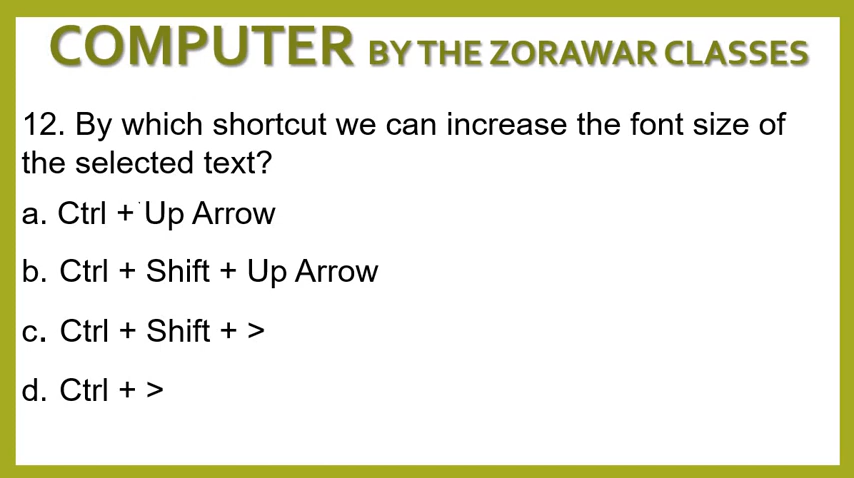 COMPUTER BY THE ZORAWAR CLASSES
12. By which shortcut we can increase the font size of
the selected text?
a. Ctrl + Up Arrow
b. Ctrl + Shift + Up Arrow
c. Ctrl + Shift + >
d. Ctrl + >